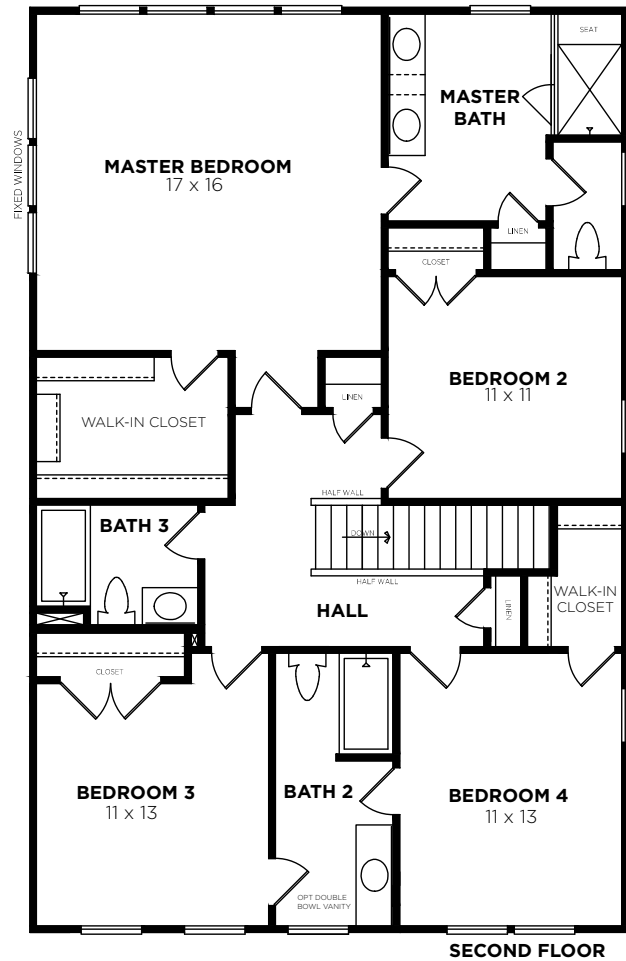 SEAT
MASTER
BATH
FIXED WINDOWS
MASTER BEDROOM
17 x 16
LINEN
CLOSET
BEDROOM 2
11 x 11
LINEN
WALK-IN CLOSET
HALF WALL
BATH 3
DOWN
HALF WALL
WALK-IN
CLOSET
LINEN
HALL
CLOSET
BEDROOM 3
11 x 13
BATH 2
BEDROOM 4
11 x 13
OPT DOUBLE
BOWL VANITY
SECOND FLOOR